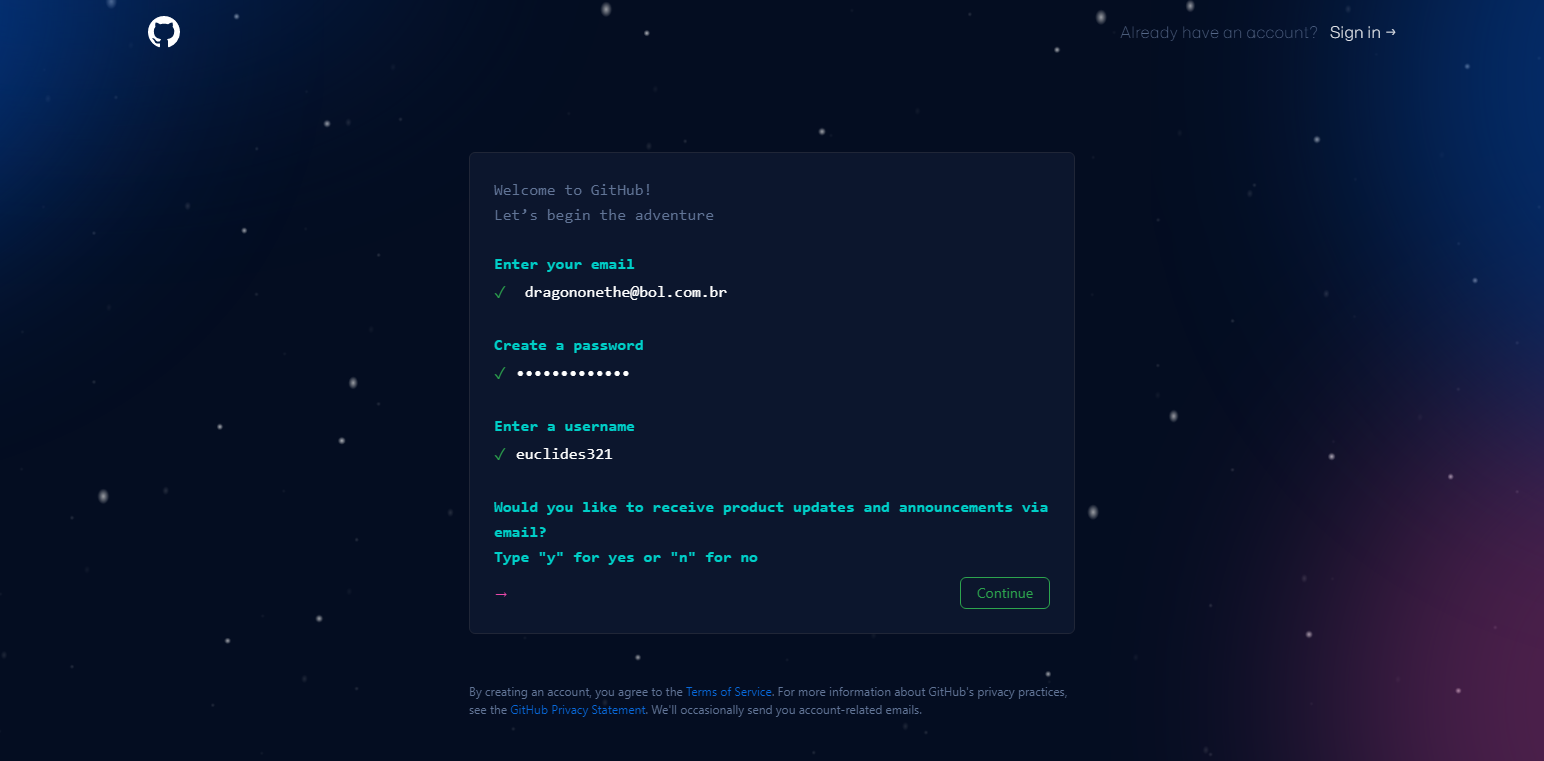 Already have an account? Sign in →
Welcome to GitHub!
Let’s begin the adventure
Enter your email
✓ dragononethe@bol.com.br
Create a password
✓ •••••••••••••
Enter a username
✓ euclides321
Would you like to receive product updates and announcements via
email?
Type "y" for yes or "n" for no
→ Continue
By creating an account, you agree to the Terms of Service. For more information about GitHub's privacy practices,
see the GitHub Privacy Statement. We'll occasionally send you account-related emails.